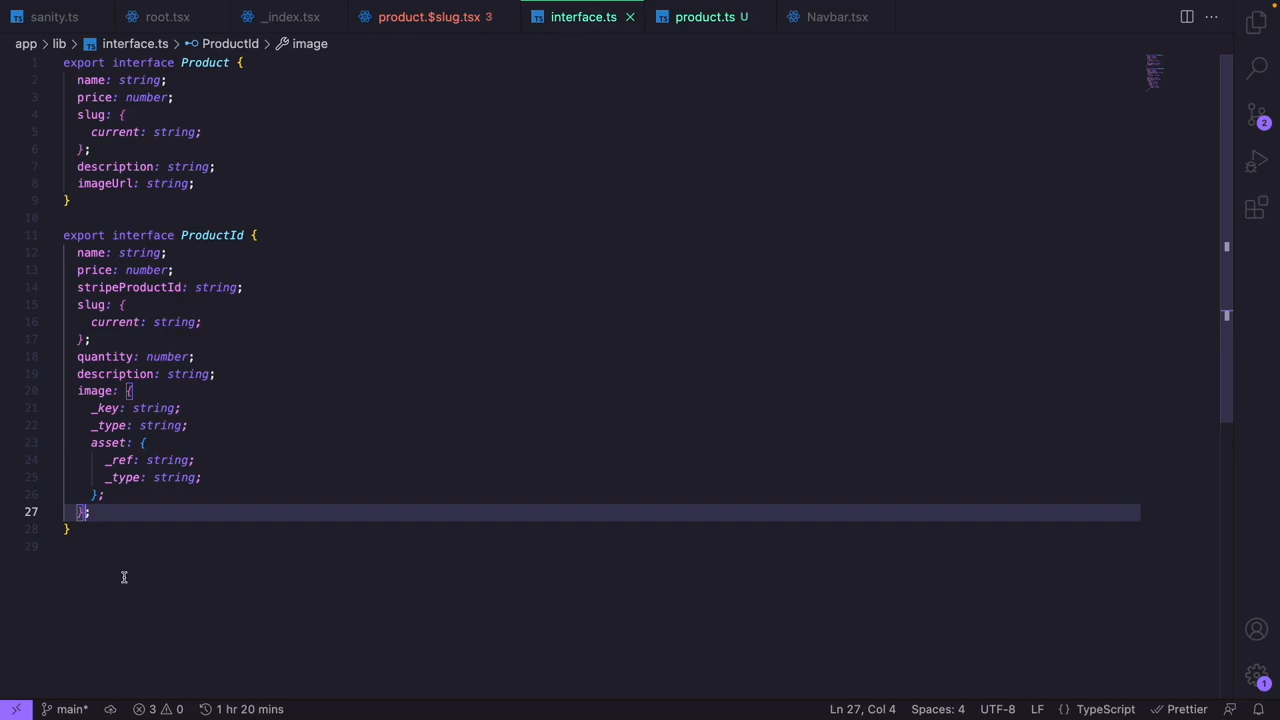 sanity.ts
root.tsx
_index.tsx
product.$slug.tsx 3
interface.ts
product.ts U
Navbar.tsx
app > lib > TS interface.ts > ProductId > image
1 export interface Product {
2 name: string;
3 price: number;
4 slug: {
5 current: string;
6 };
7 description: string;
8 imageUrl: string;
9 }
10
11 export interface ProductId {
12 name: string;
13 price: number;
14 stripeProductId: string;
15 slug: {
16 current: string;
17 };
18 quantity: number;
19 description: string;
20 image: {
21 _key: string;
22 _type: string;
23 asset: {
24 _ref: string;
25 _type: string;
26 };
27 };
28 }
29
2
1
main* 3 0 1 hr 20 mins Ln 27, Col 4 Spaces: 4 UTF-8 LF {} TypeScript Prettier